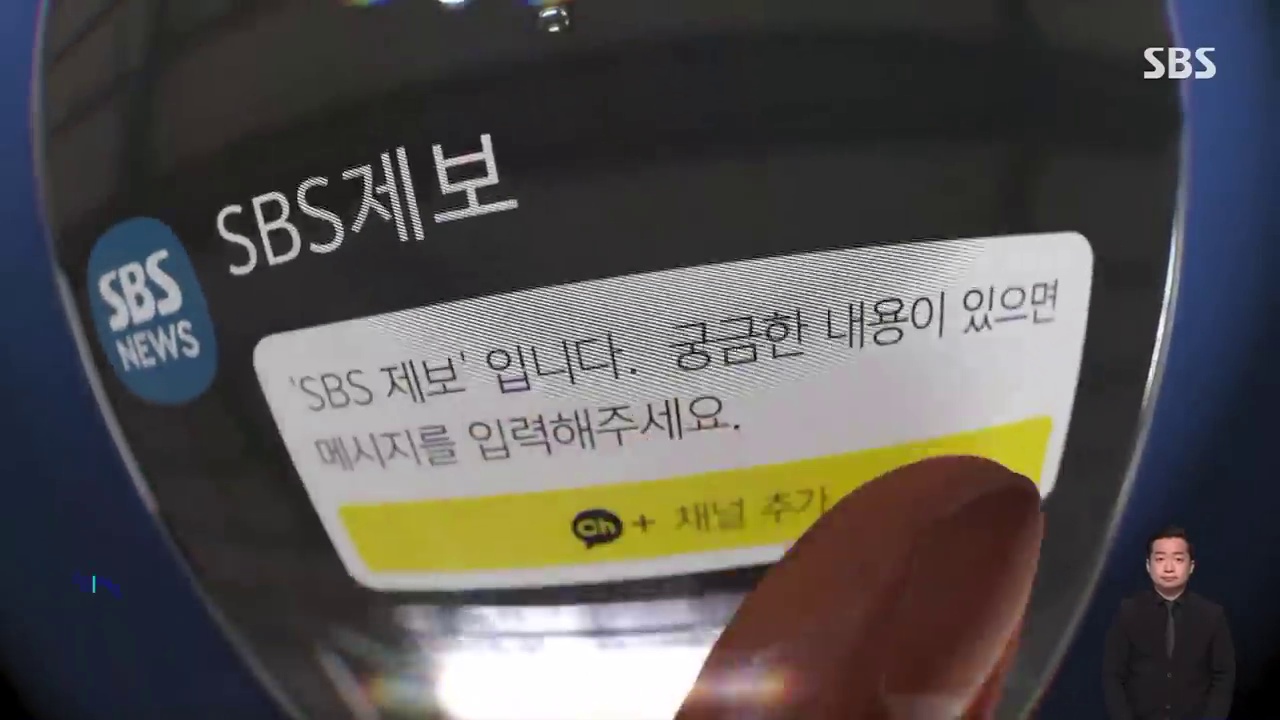 SBS
SBS제보
SBS
NEWS
'SBS 제보' 입니다. 궁금한 내용이 있으면
메시지를 입력해주세요.
Ch + 채널 추가